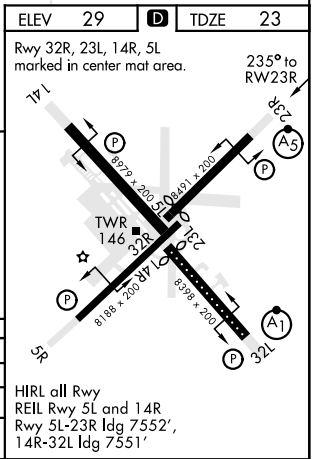 ELEV 29 D TDZE 23
Rwy 32R, 23L, 14R, 5L
marked in center mat area.
235° to
RW23R
14L
23R
A5
P
P
8979 x 200
8491 x 200
5L
TWR
146
32R
23L
14R
P
8188 x 200
8398 x 200
A1
5R
P
32L
HIRL all Rwy
REIL Rwy 5L and 14R
Rwy 5L-23R ldg 7552',
14R-32L ldg 7551'